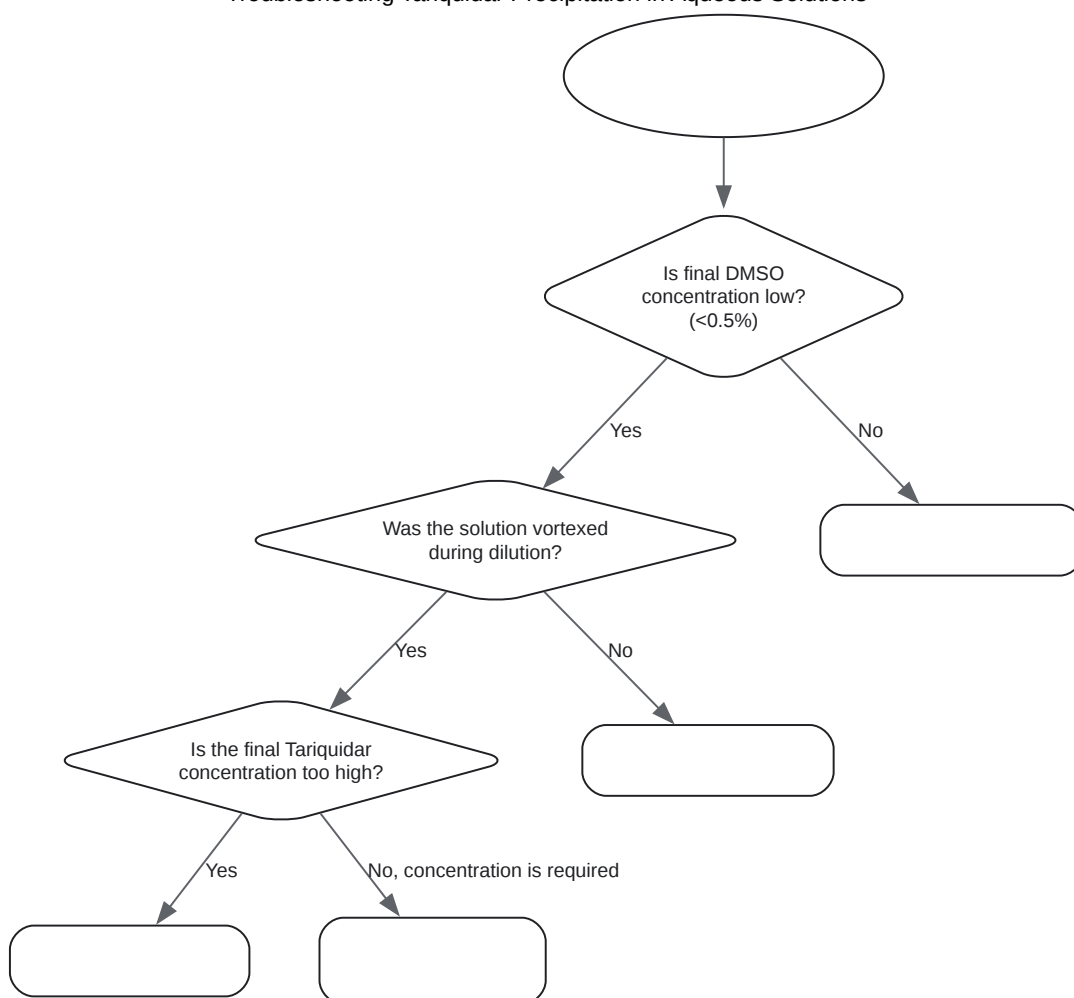 Troubleshooting Tariquidar Precipitation in Aqueous Solutions
Is final DMSO
concentration low?
(<0.5%)
Yes
No
Was the solution vortexed
during dilution?
Yes
No
Is the final Tariquidar
concentration too high?
Yes
No, concentration is required